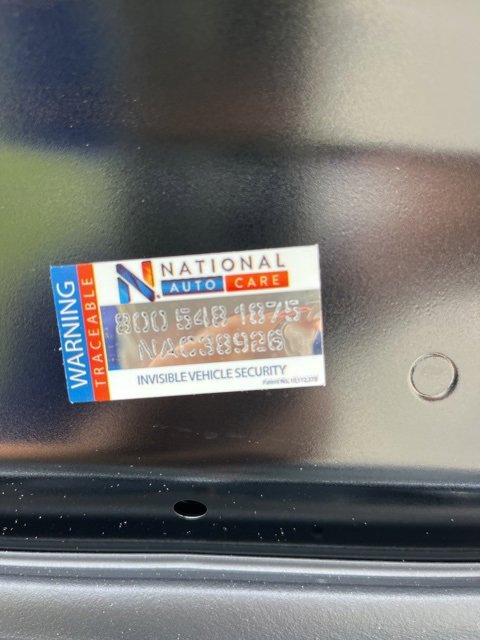 WARNING
TRACEABLE
N.
NATIONAL
AUTO CARE
800 548 1875
NAC38926
INVISIBLE VEHICLE SECURITY